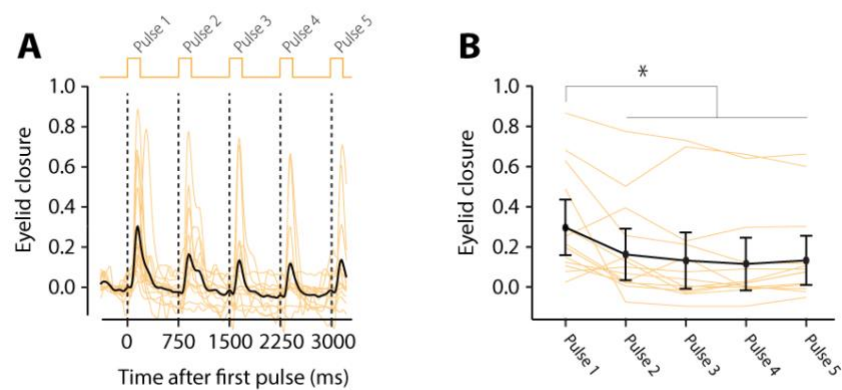 A
Pulse 1
Pulse 2
Pulse 3
Pulse 4
Pulse 5
Eyelid closure
1.0
0.8
0.6
0.4
0.2
0.0
0 750 1500 2250 3000
Time after first pulse (ms)
B
*
Eyelid closure
1.0
0.8
0.6
0.4
0.2
0.0
Pulse 1
Pulse 2
Pulse 3
Pulse 4
Pulse 5